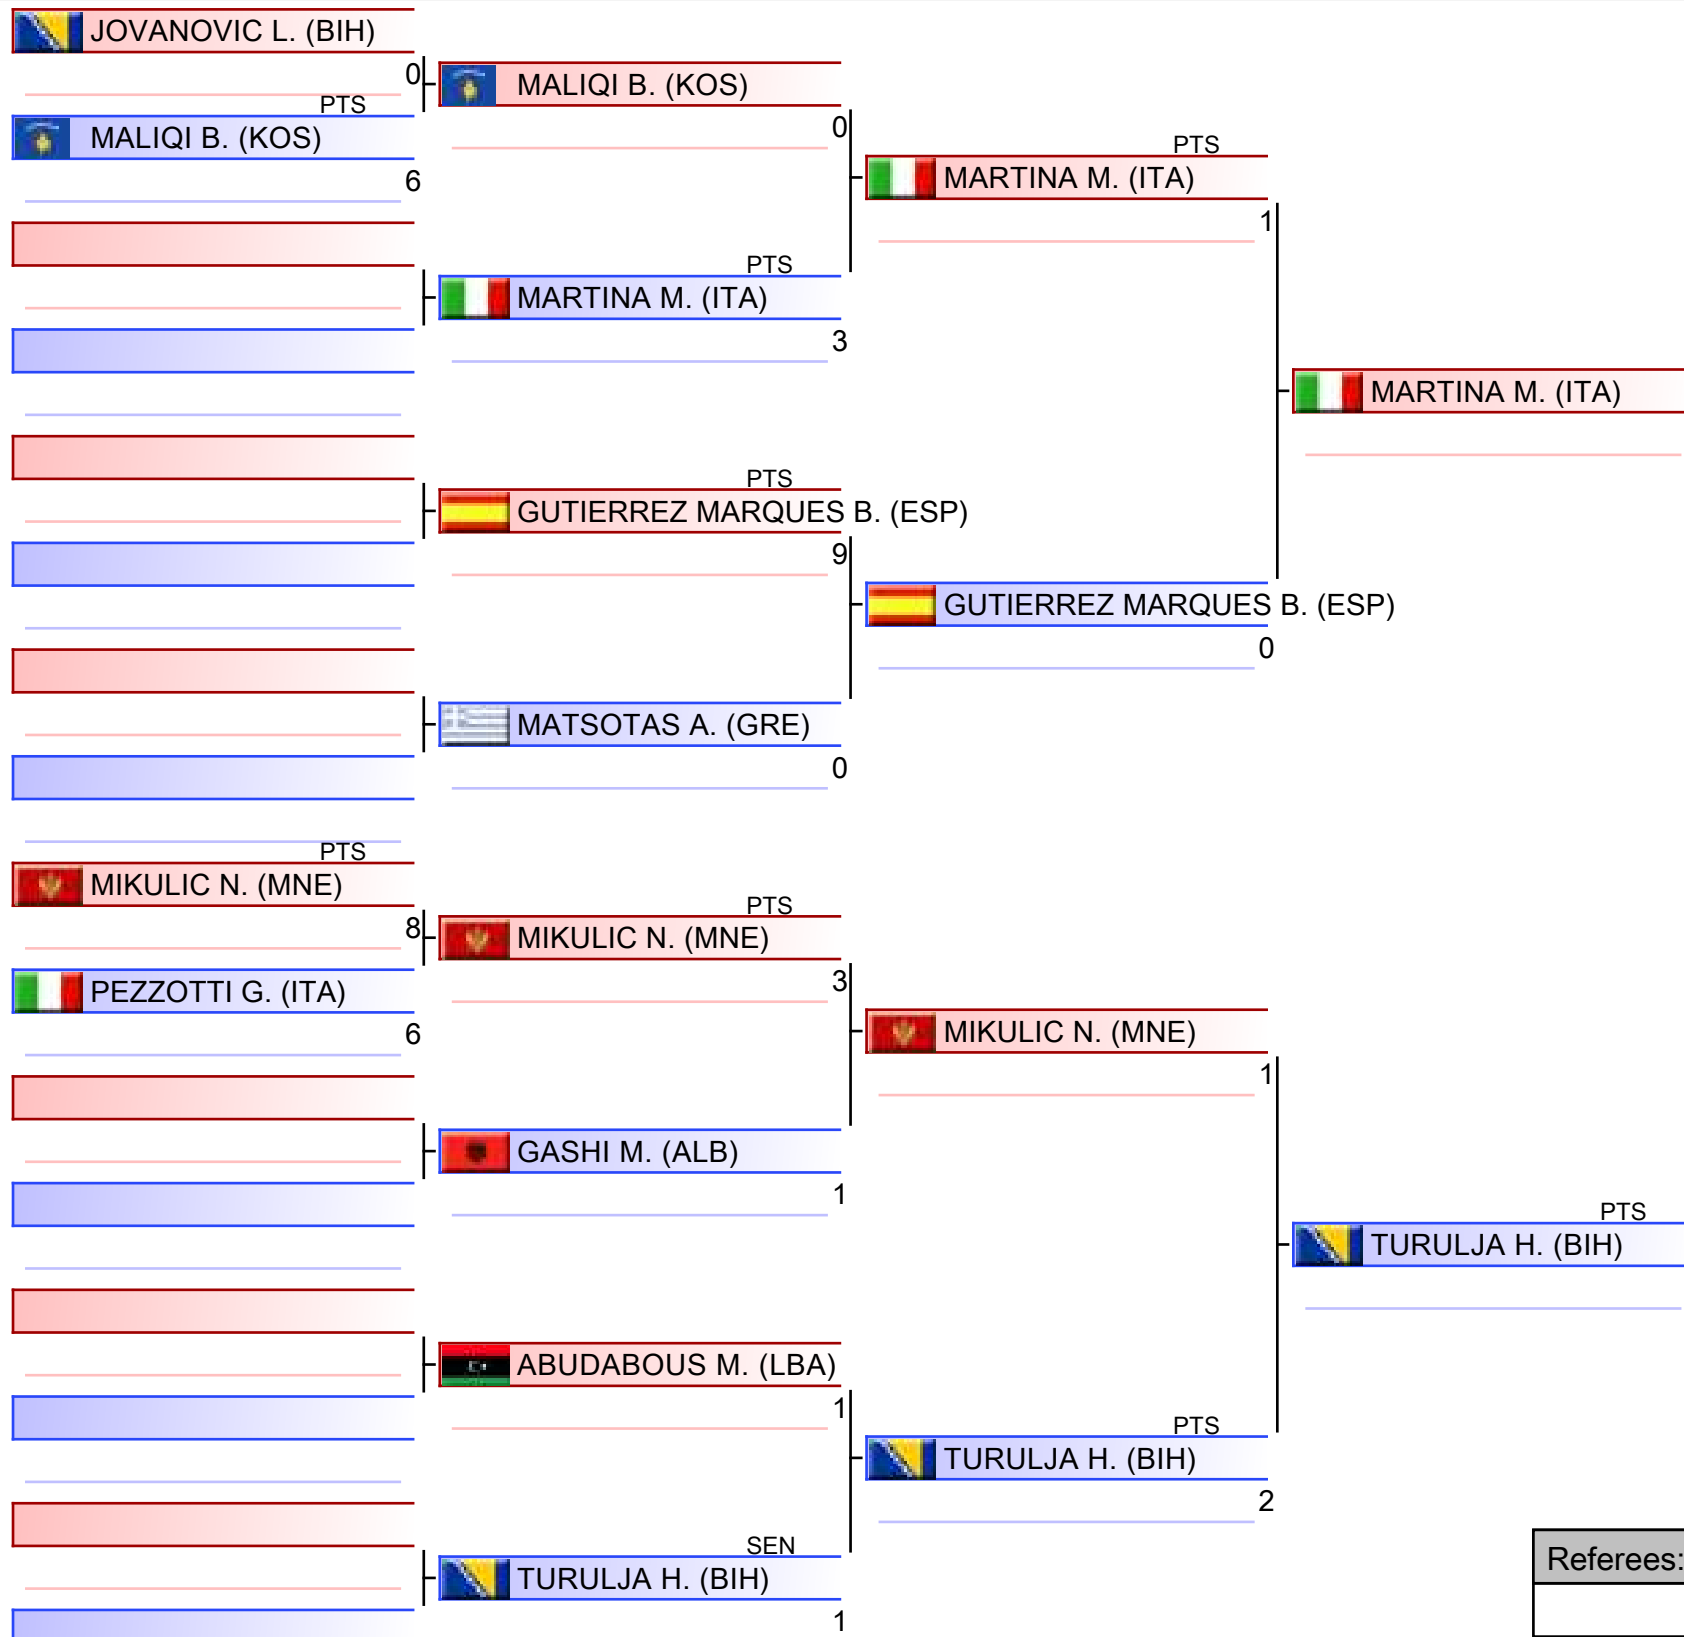 JOVANOVIC L. (BIH)
0
PTS
MALIQI B. (KOS)
6
MALIQI B. (KOS)
0
PTS
MARTINA M. (ITA)
3
PTS
GUTIERREZ MARQUES B. (ESP)
9
MATSOTAS A. (GRE)
0
PTS
MARTINA M. (ITA)
1
GUTIERREZ MARQUES B. (ESP)
0
MARTINA M. (ITA)
PTS
MIKULIC N. (MNE)
8
PEZZOTTI G. (ITA)
6
PTS
MIKULIC N. (MNE)
3
GASHI M. (ALB)
1
ABUDABOUS M. (LBA)
1
SEN
TURULJA H. (BIH)
1
MIKULIC N. (MNE)
1
PTS
TURULJA H. (BIH)
2
PTS
TURULJA H. (BIH)
Referees: